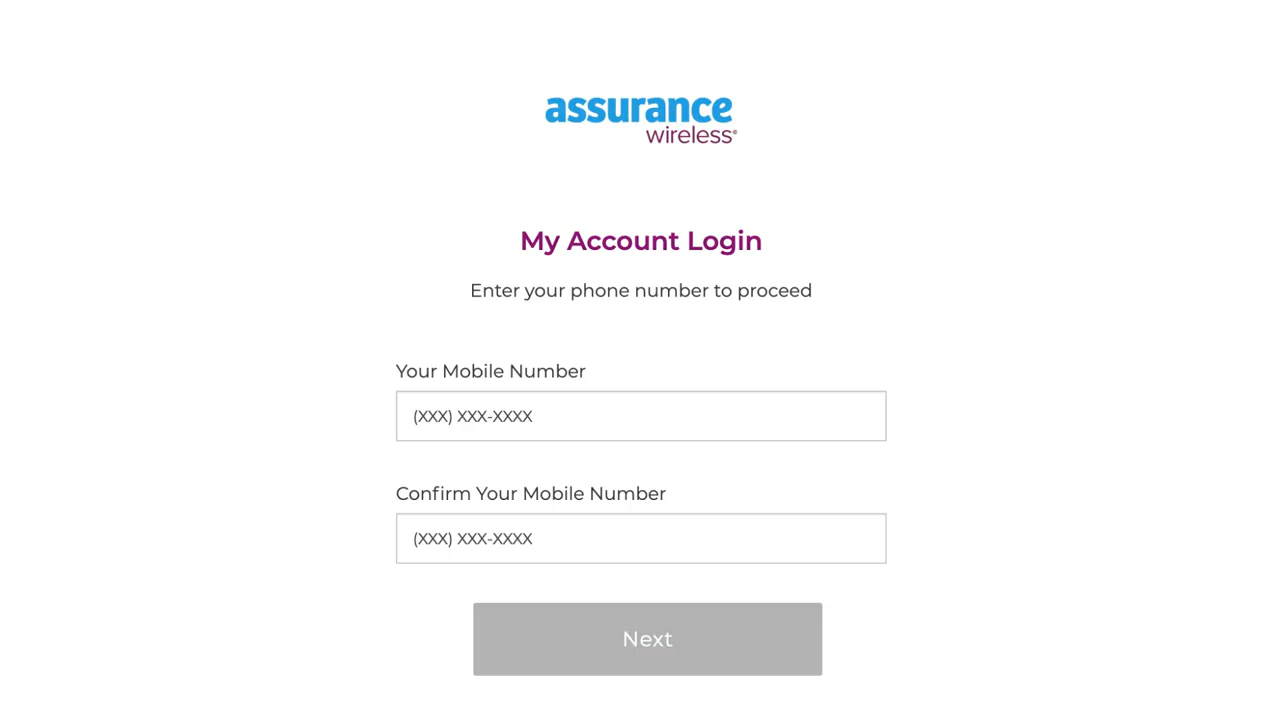 assurance
wireless®
My Account Login
Enter your phone number to proceed
Your Mobile Number
(XXX) XXX-XXXX
Confirm Your Mobile Number
(XXX) XXX-XXXX
Next